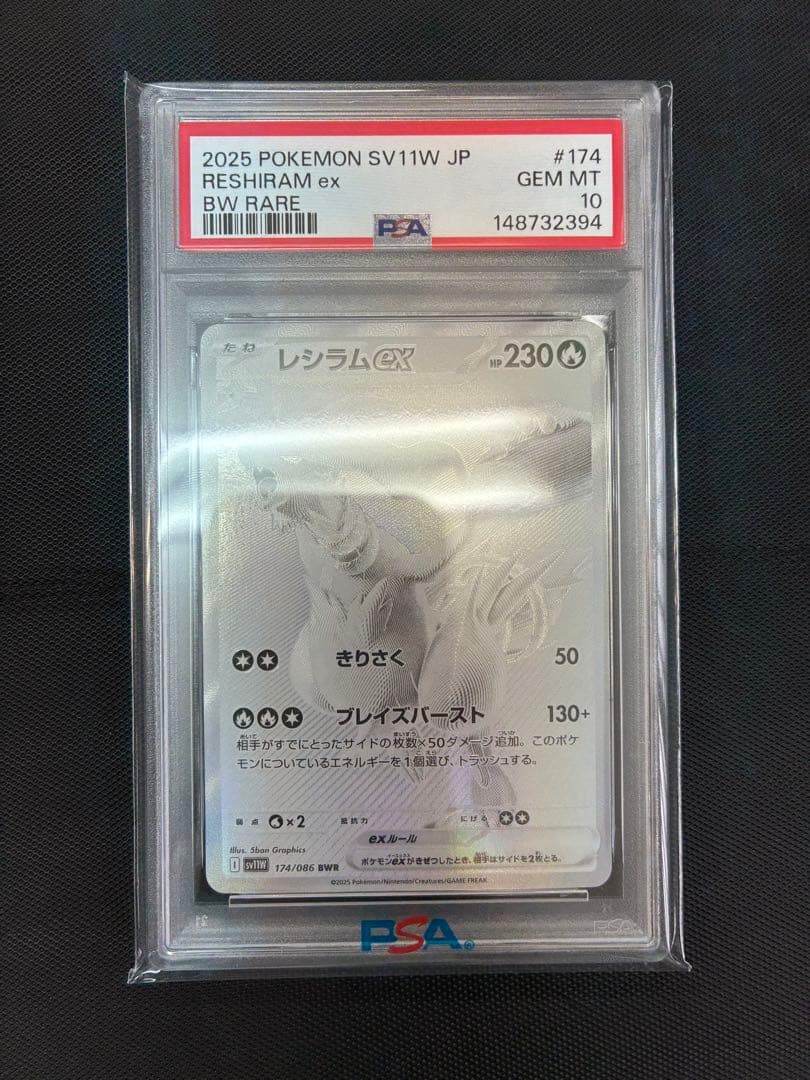 2025 POKEMON SV11W JP #174
RESHIRAM ex GEM MT
BW RARE 10
PSA 148732394
たね レシラムex HP230
きりさく 50
ブレイズバースト 130+
相手がすでにとったサイドの枚数×50ダメージ追加。このポケ
モンについているエネルギーを1個選び、トラッシュする。
弱点 ×2 抵抗力 にげる
exルール
Illus. 5ban Graphics
ポケモンexがきぜつしたとき、相手はサイドを2枚とる。
I sv11W 174/086 BWR
©2025 Pokémon/Nintendo/Creatures/GAME FREAK
PSA®
PSA